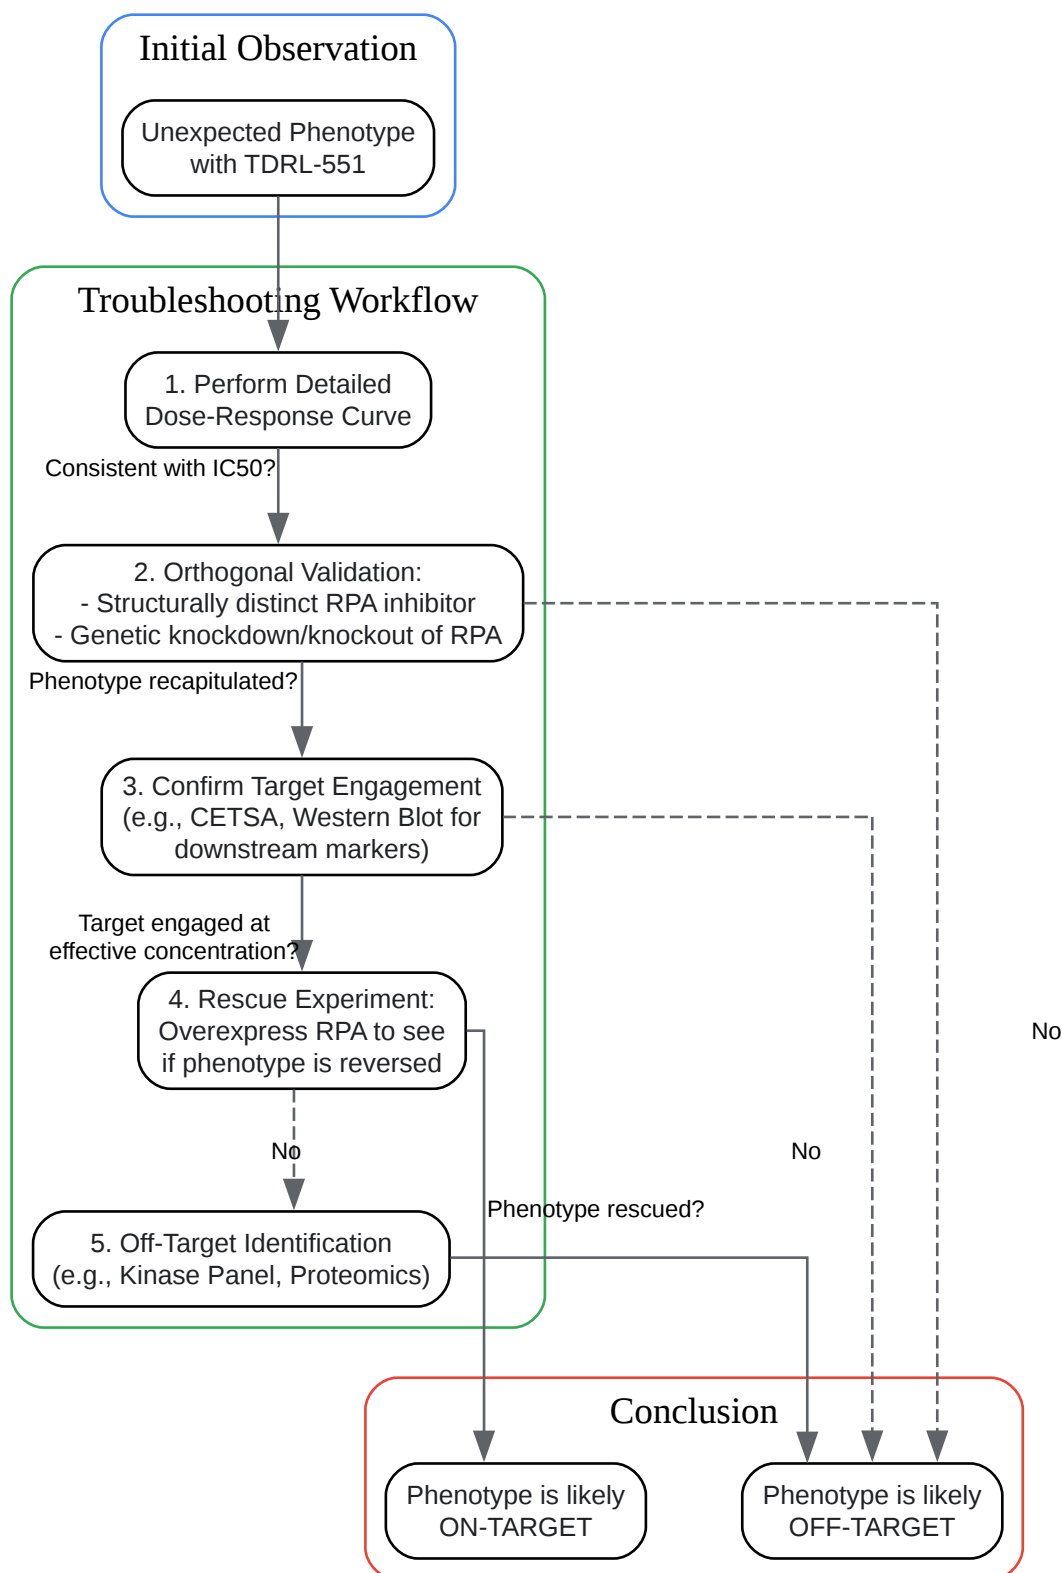 Initial Observation
Unexpected Phenotype
with TDRL-551
Troubleshooting Workflow
1. Perform Detailed
Dose-Response Curve
Consistent with IC50?
2. Orthogonal Validation:
- Structurally distinct RPA inhibitor
- Genetic knockdown/knockout of RPA
Phenotype recapitulated?
3. Confirm Target Engagement
(e.g., CETSA, Western Blot for
downstream markers)
Target engaged at
effective concentration?
4. Rescue Experiment:
Overexpress RPA to see
if phenotype is reversed
No
No
No
Phenotype rescued?
5. Off-Target Identification
(e.g., Kinase Panel, Proteomics)
Conclusion
Phenotype is likely
ON-TARGET
Phenotype is likely
OFF-TARGET